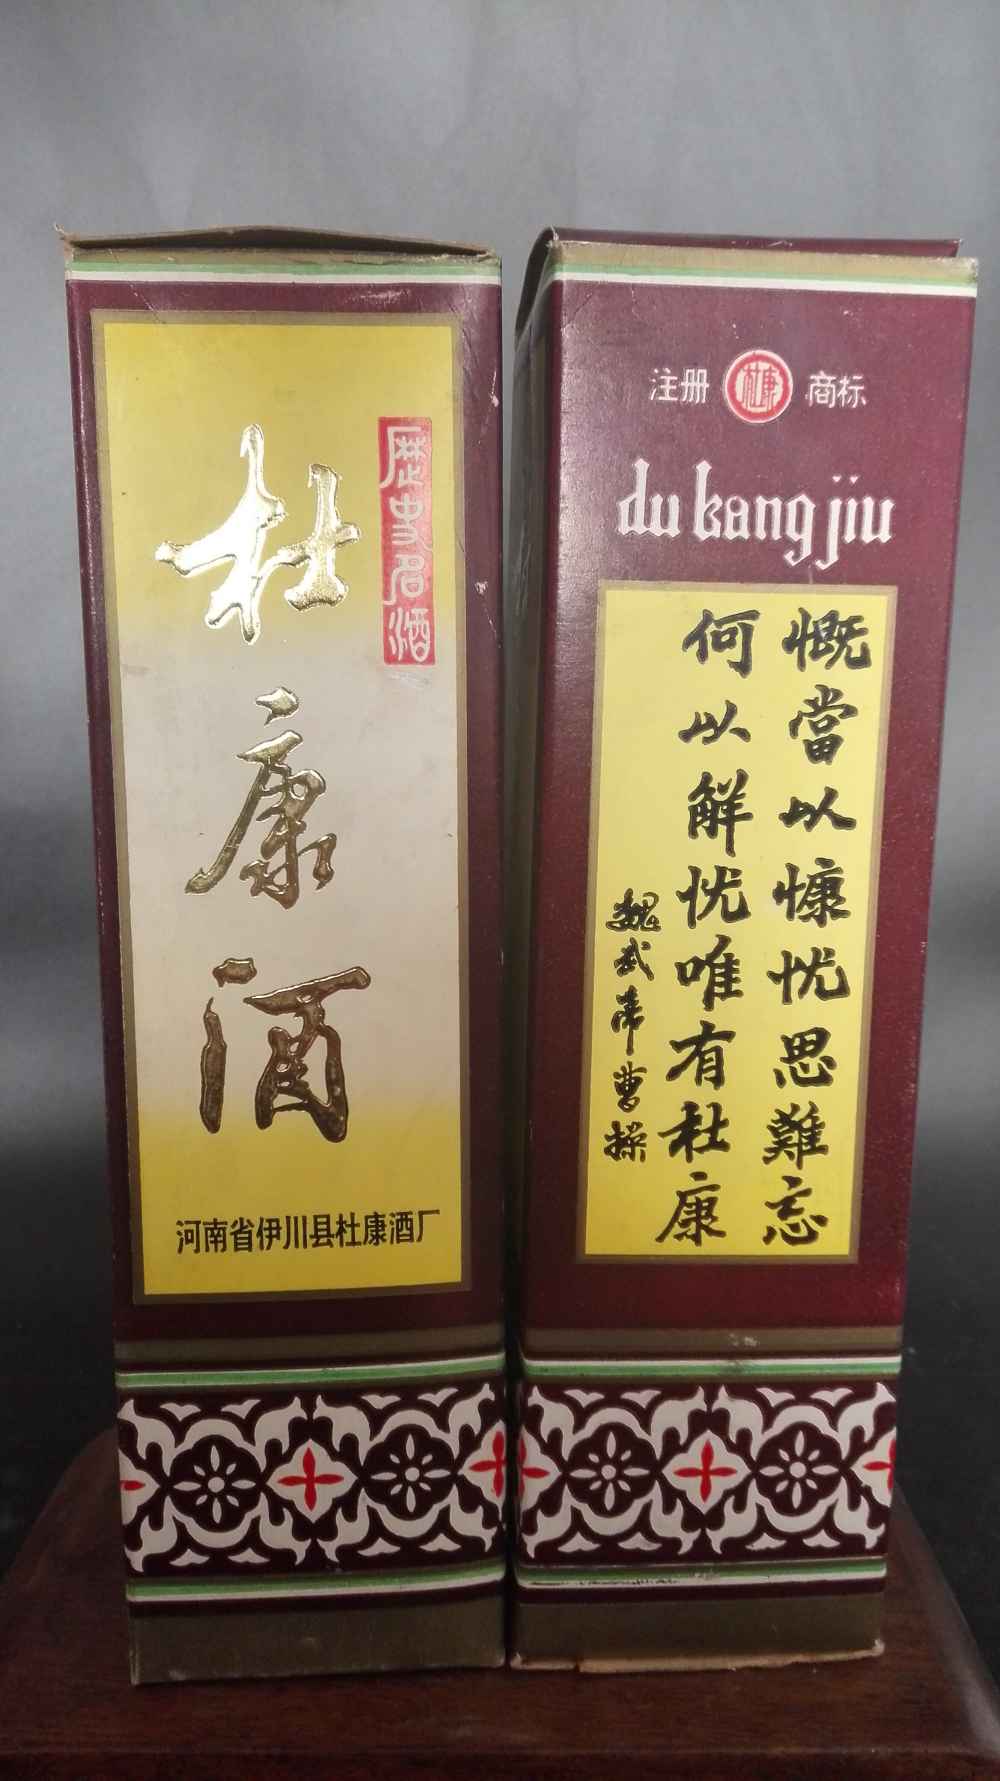 杜康酒
歷史名酒
河南省伊川县杜康酒厂
注册 杜康 商标
du kang jiu
慨當以慷忧思難忘
何以解忧唯有杜康
魏武帝曹操